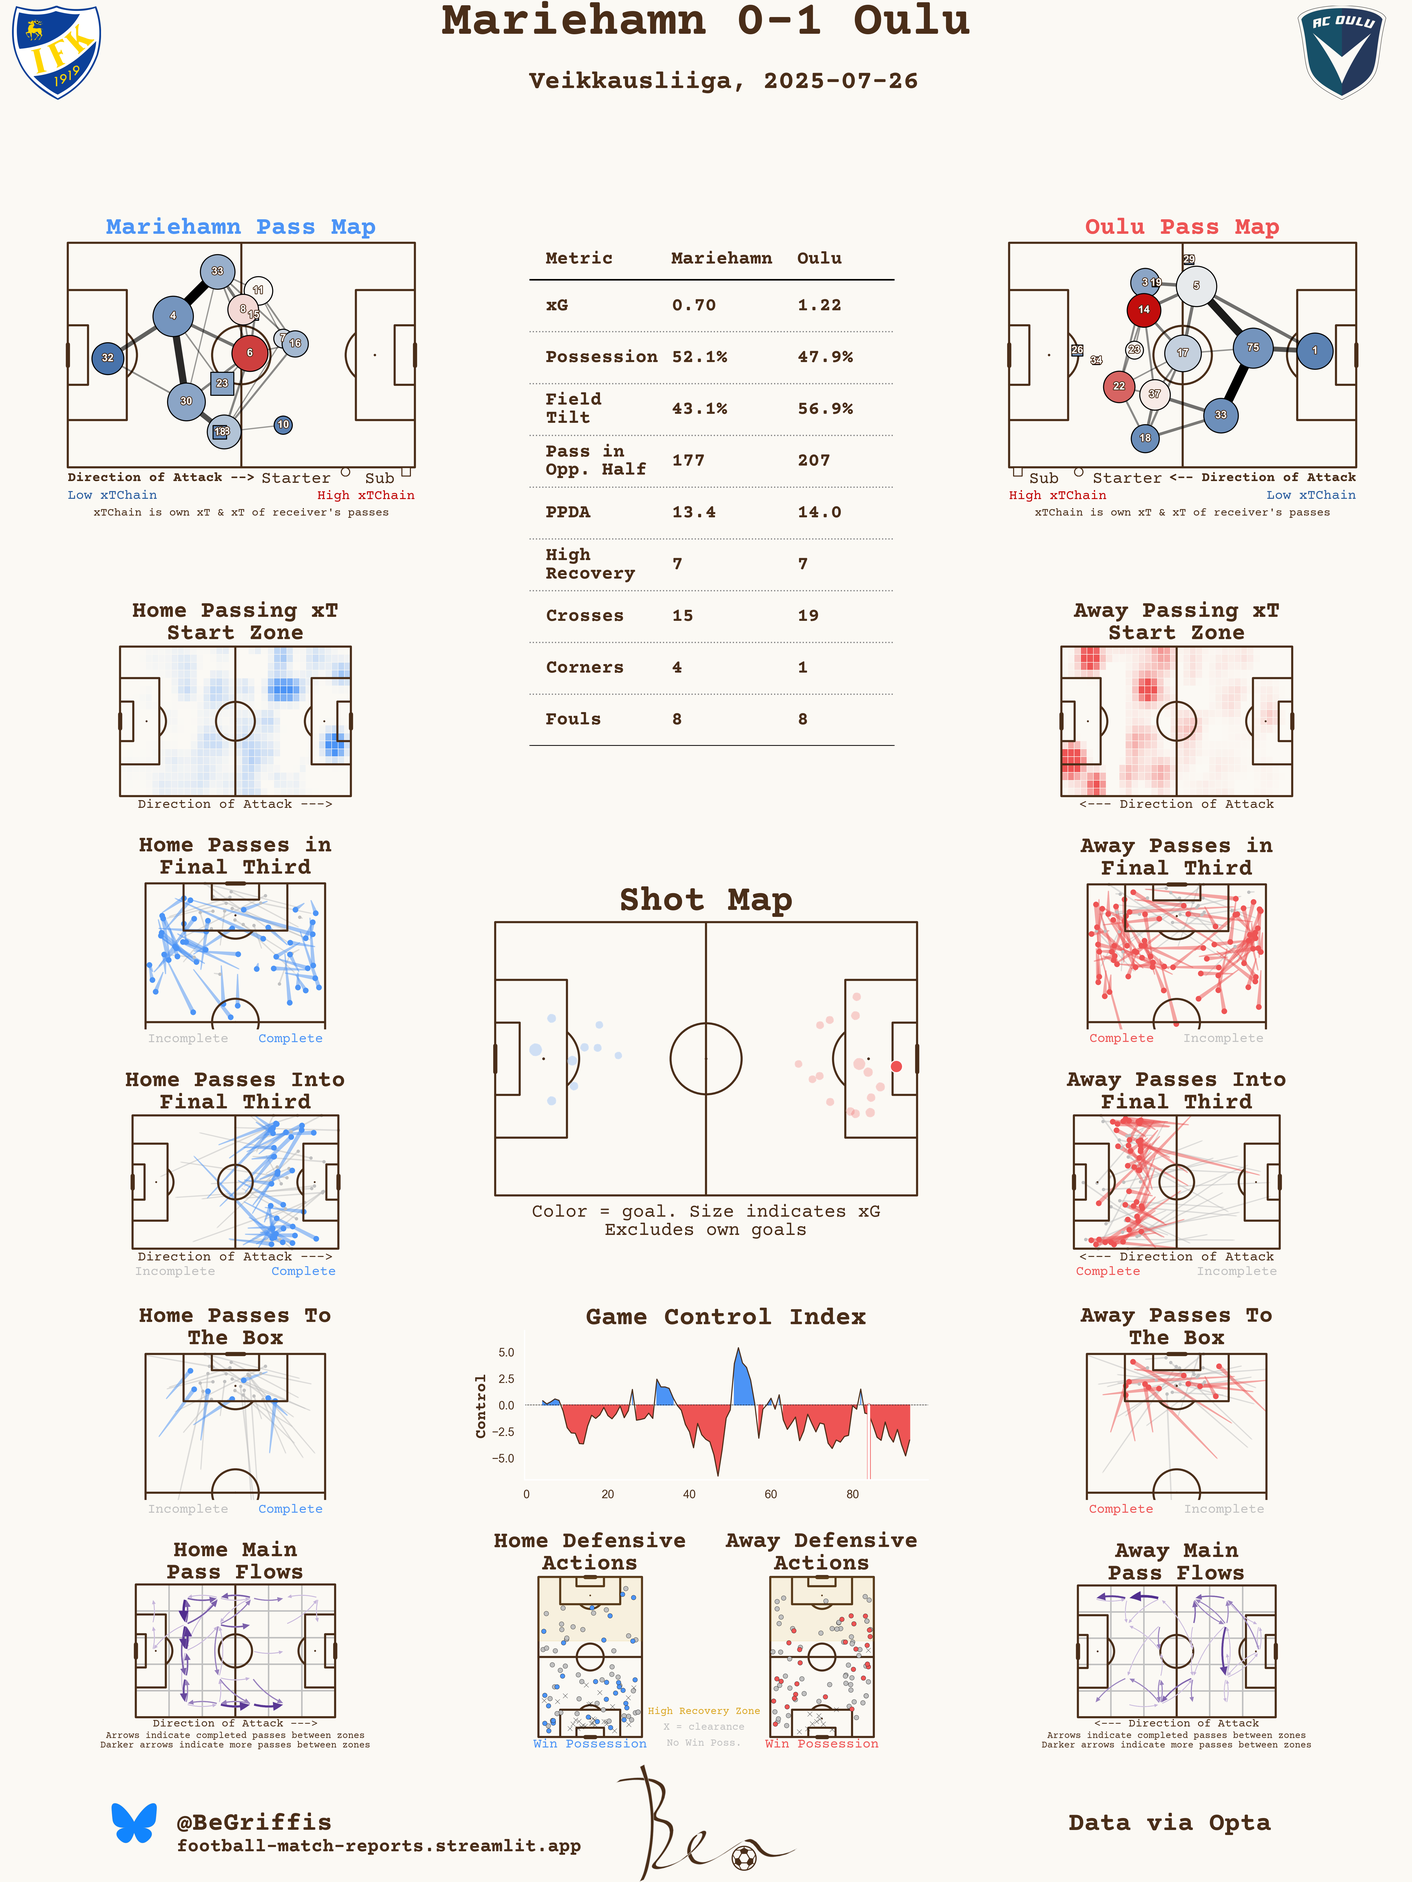 Mariehamn 0-1 Oulu
Veikkausliiga, 2025-07-26
IFK
1919
AC OULU
Mariehamn Pass Map
33
11
8
15
4
7
16
6
32
23
30
18
10
Direction of Attack --> Starter Sub
Low xTChain High xTChain
xTChain is own xT & xT of receiver's passes
Metric Mariehamn Oulu
xG 0.70 1.22
Possession 52.1% 47.9%
Field
Tilt 43.1% 56.9%
Pass in
Opp. Half 177 207
PPDA 13.4 14.0
High
Recovery 7 7
Crosses 15 19
Corners 4 1
Fouls 8 8
Oulu Pass Map
29
3 19 5
14
26 34 23 17 75 1
22 37
33
18
Sub Starter <-- Direction of Attack
High xTChain Low xTChain
xTChain is own xT & xT of receiver's passes
Home Passing xT
Start Zone
Direction of Attack --->
Away Passing xT
Start Zone
<--- Direction of Attack
Home Passes in
Final Third
Incomplete Complete
Away Passes in
Final Third
Complete Incomplete
Shot Map
Color = goal. Size indicates xG
Excludes own goals
Home Passes Into
Final Third
Direction of Attack --->
Incomplete Complete
Away Passes Into
Final Third
<--- Direction of Attack
Complete Incomplete
Home Passes To
The Box
Incomplete Complete
Game Control Index
Control
5.0
2.5
0.0
−2.5
−5.0
0 20 40 60 80
Away Passes To
The Box
Complete Incomplete
Home Main
Pass Flows
Direction of Attack --->
Arrows indicate completed passes between zones
Darker arrows indicate more passes between zones
Home Defensive
Actions
Win Possession
Away Defensive
Actions
Win Possession
High Recovery Zone
X = clearance
No Win Poss.
Away Main
Pass Flows
<--- Direction of Attack
Arrows indicate completed passes between zones
Darker arrows indicate more passes between zones
@BeGriffis
football-match-reports.streamlit.app
Ben
Data via Opta